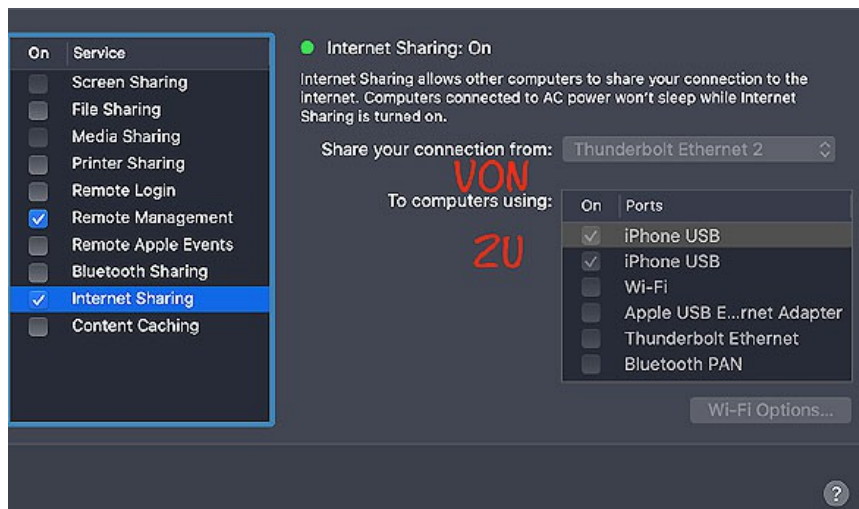 On Service
Screen Sharing
File Sharing
Media Sharing
Printer Sharing
Remote Login
Remote Management
Remote Apple Events
Bluetooth Sharing
Internet Sharing
Content Caching
Internet Sharing: On
Internet Sharing allows other computers to share your connection to the
internet. Computers connected to AC power won't sleep while Internet
Sharing is turned on.
Share your connection from: Thunderbolt Ethernet 2
VON
To computers using:
ZU
On Ports
iPhone USB
iPhone USB
Wi-Fi
Apple USB E...rnet Adapter
Thunderbolt Ethernet
Bluetooth PAN
Wi-Fi Options...
?